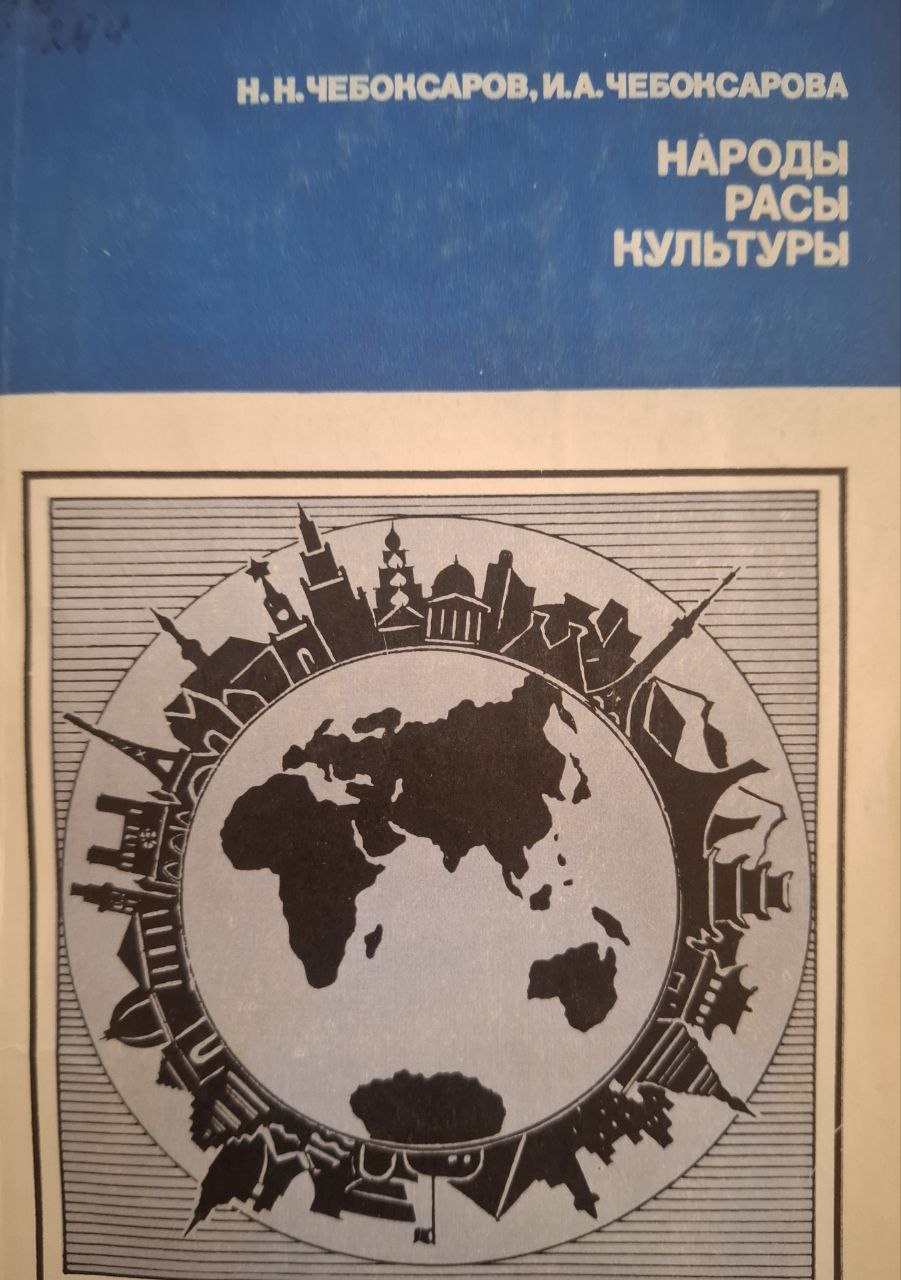 Н. Н. ЧЕБОКСАРОВ, И. А. ЧЕБОКСАРОВА
НАРОДЫ
РАСЫ
КУЛЬТУРЫ